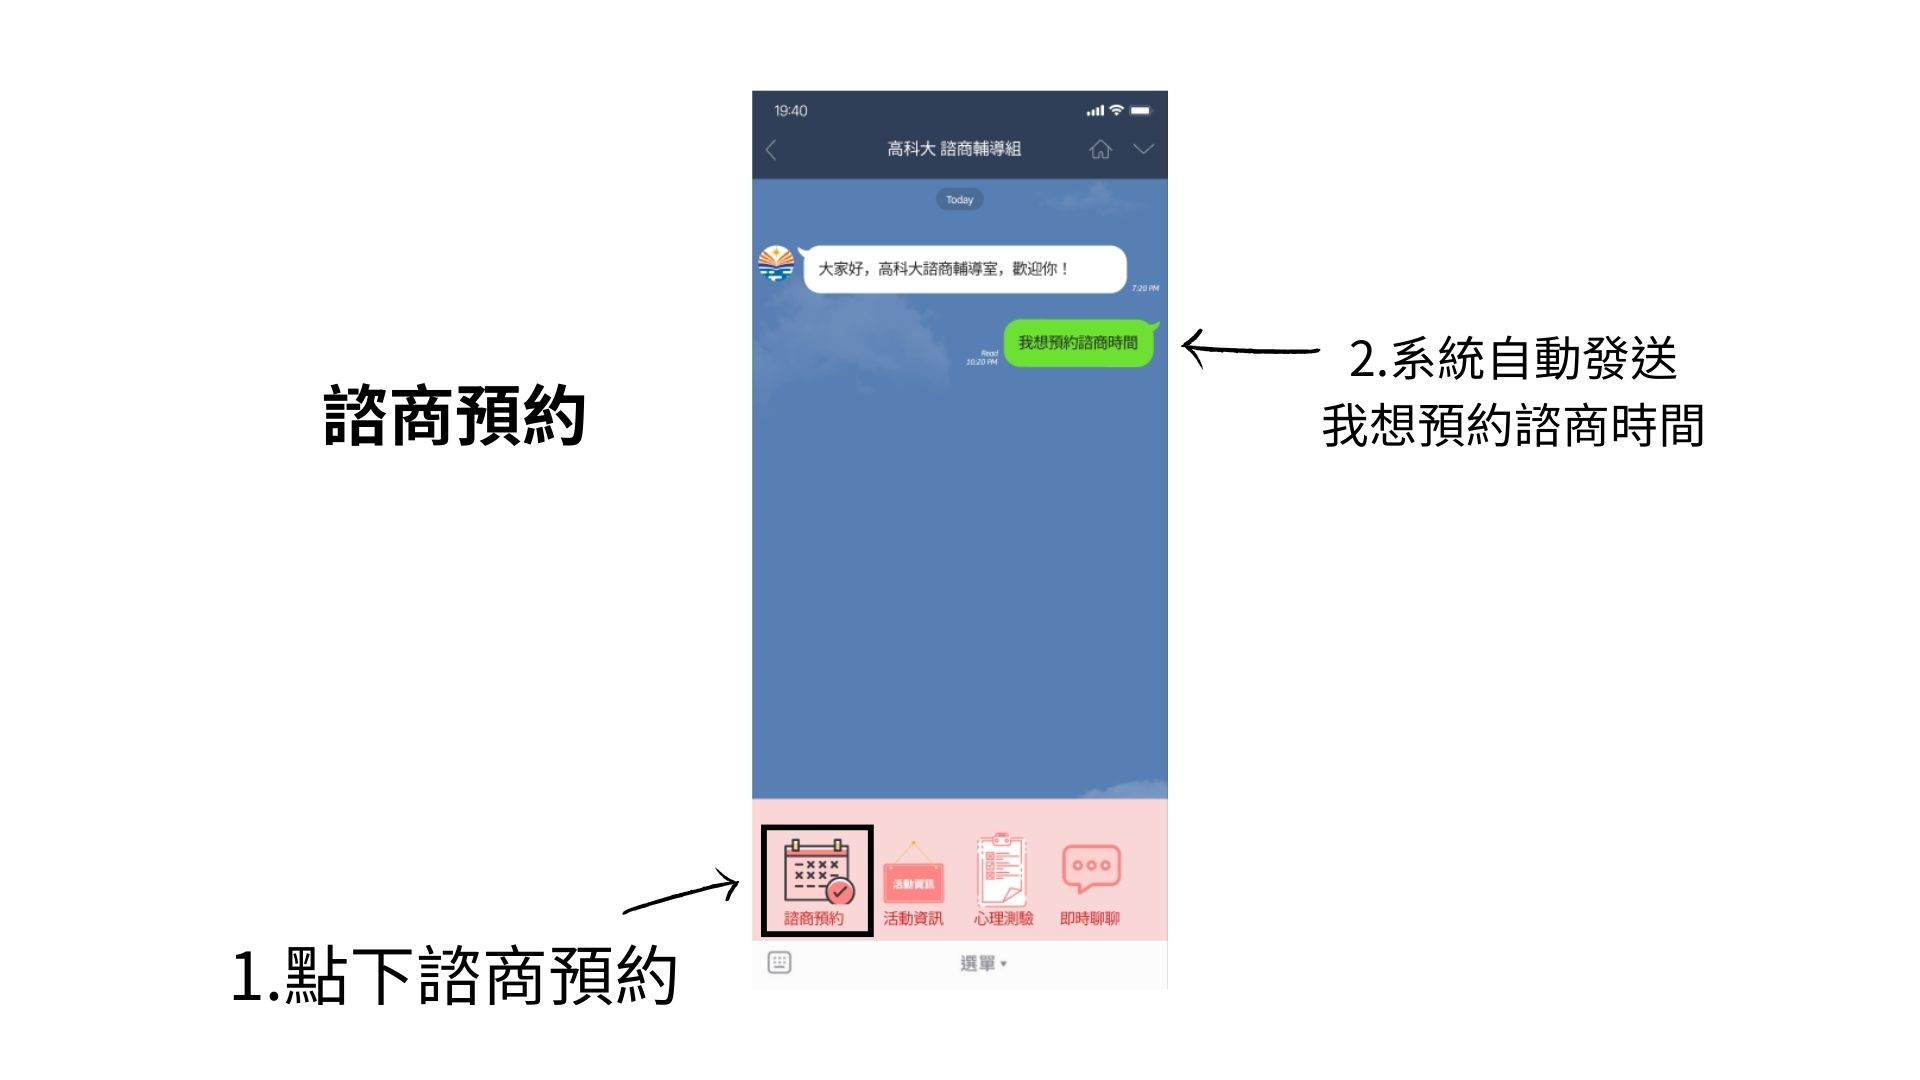 19:40
高科大 諮商輔導組
Today
大家好，高科大諮商輔導室，歡迎你！
7:20 PM
我想預約諮商時間
Read
10:20 PM
2.系統自動發送
我想預約諮商時間
諮商預約
活動資訊
諮商預約
活動資訊
心理測驗
即時聊聊
1.點下諮商預約
選單